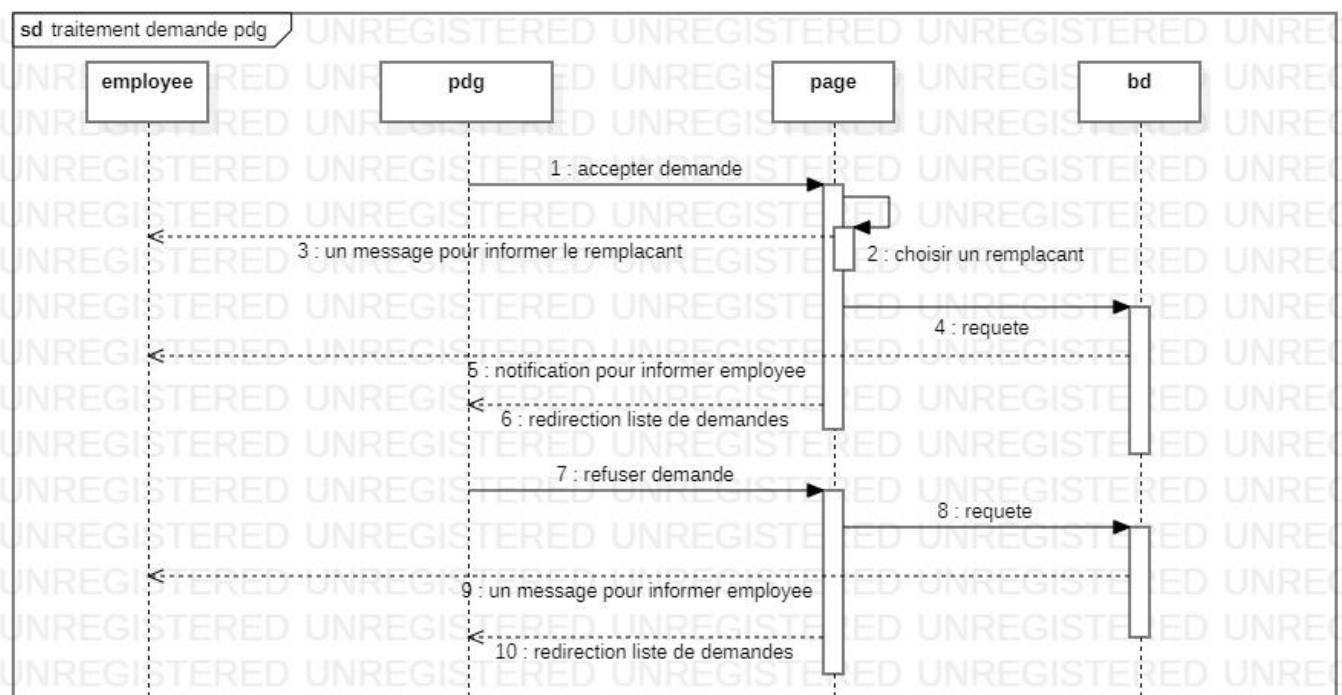 sd traitement demande pdg
employee
pdg
page
bd
1 : accepter demande
2 : choisir un remplacant
3 : un message pour informer le remplacant
4 : requete
5 : notification pour informer employee
6 : redirection liste de demandes
7 : refuser demande
8 : requete
9 : un message pour informer employee
10 : redirection liste de demandes
UNREGISTERED